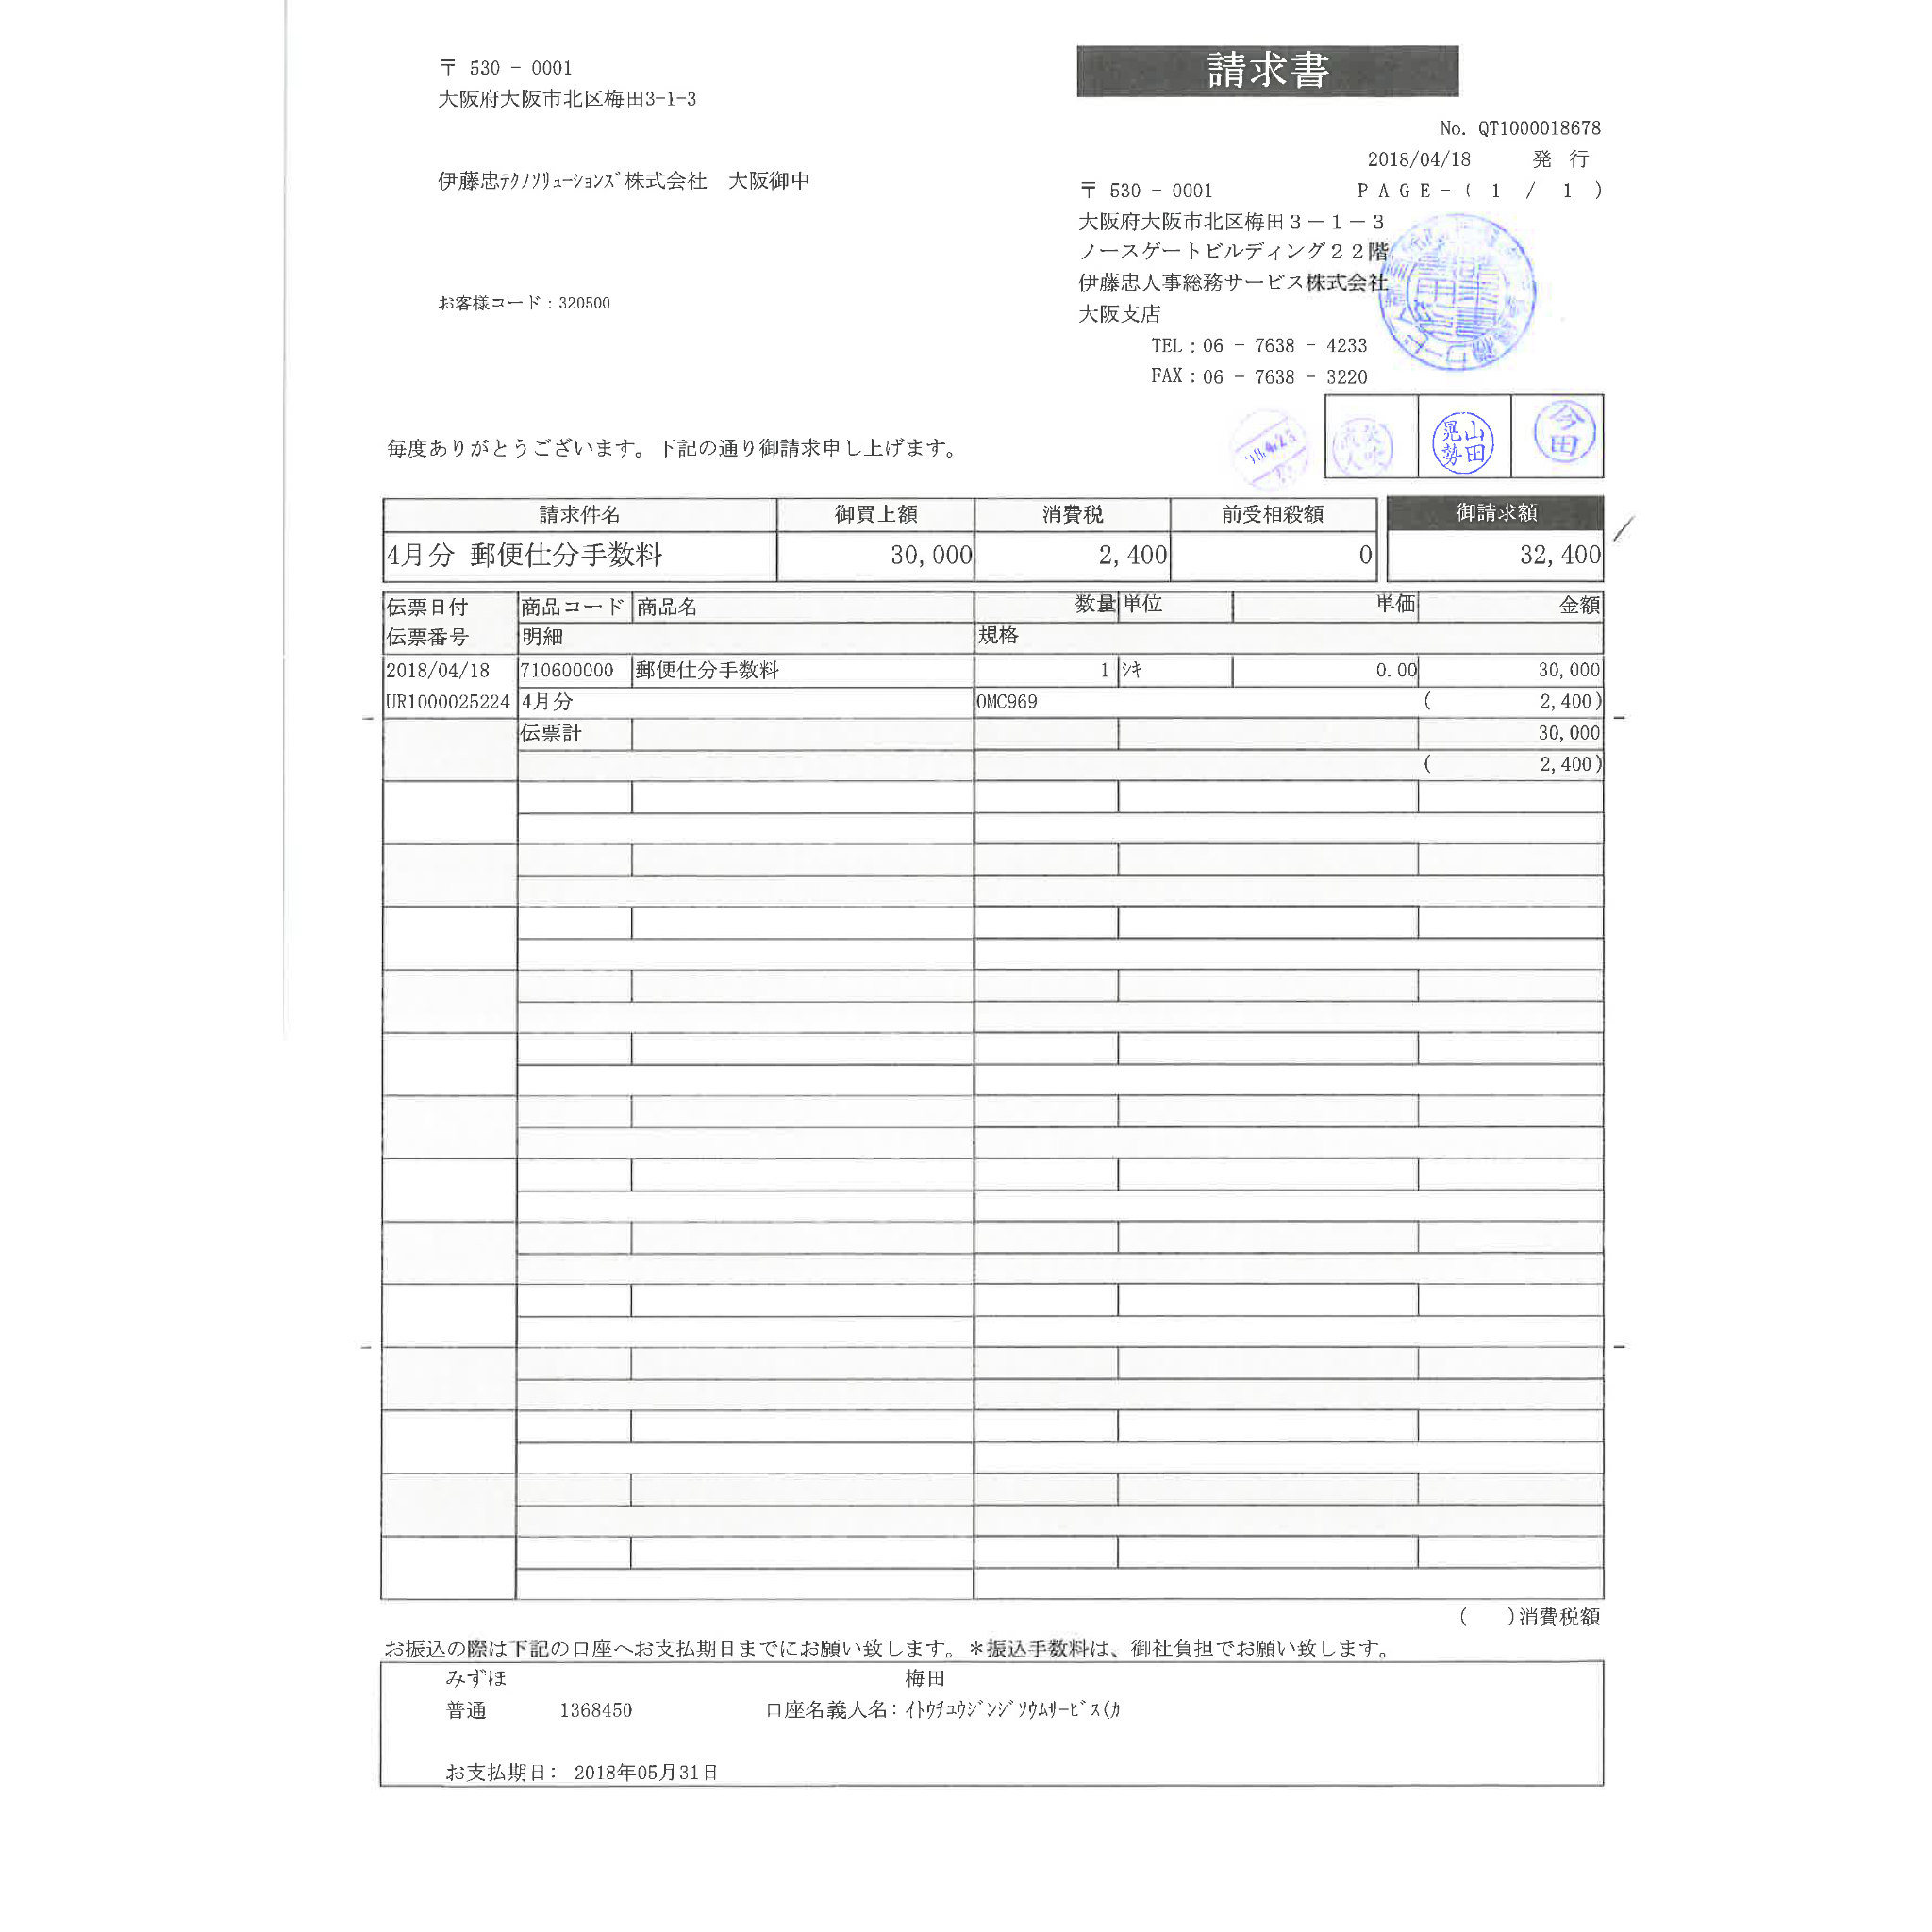 〒 530 - 0001
大阪府大阪市北区梅田3-1-3
伊藤忠ﾃｸﾉｿﾘｭｰｼｮﾝｽﾞ株式会社　大阪御中
お客様コード：320500
請求書
No. QT1000018678
2018/04/18 発 行
PAGE-( 1 / 1 )
〒 530 - 0001
大阪府大阪市北区梅田３－１－３
ノースゲートビルディング２２階
伊藤忠人事総務サービス株式会社
大阪支店
TEL：06 - 7638 - 4233
FAX：06 - 7638 - 3220
山田晃勢
今田
毎度ありがとうございます。下記の通り御請求申し上げます。
請求件名 御買上額 消費税 前受相殺額 御請求額
4月分 郵便仕分手数料 30,000 2,400 0 32,400
伝票日付 商品コード 商品名 数量 単位 単価 金額
伝票番号 明細 規格
2018/04/18 710600000 郵便仕分手数料 1 ｼｷ 0.00 30,000
UR1000025224 4月分 OMC969 ( 2,400)
伝票計 30,000
( 2,400)
(　　)消費税額
お振込の際は下記の口座へお支払期日までにお願い致します。＊振込手数料は、御社負担でお願い致します。
みずほ 梅田
普通 1368450 口座名義人名：ｲﾄｳﾁﾕｳｼﾞﾝｼﾞｿｳﾑｻｰﾋﾞｽ(ｶ
お支払期日： 2018年05月31日